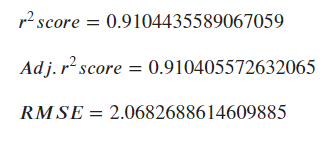 r² score = 0.9104435589067059
Adj. r² score = 0.910405572632065
RMSE = 2.0682688614609885